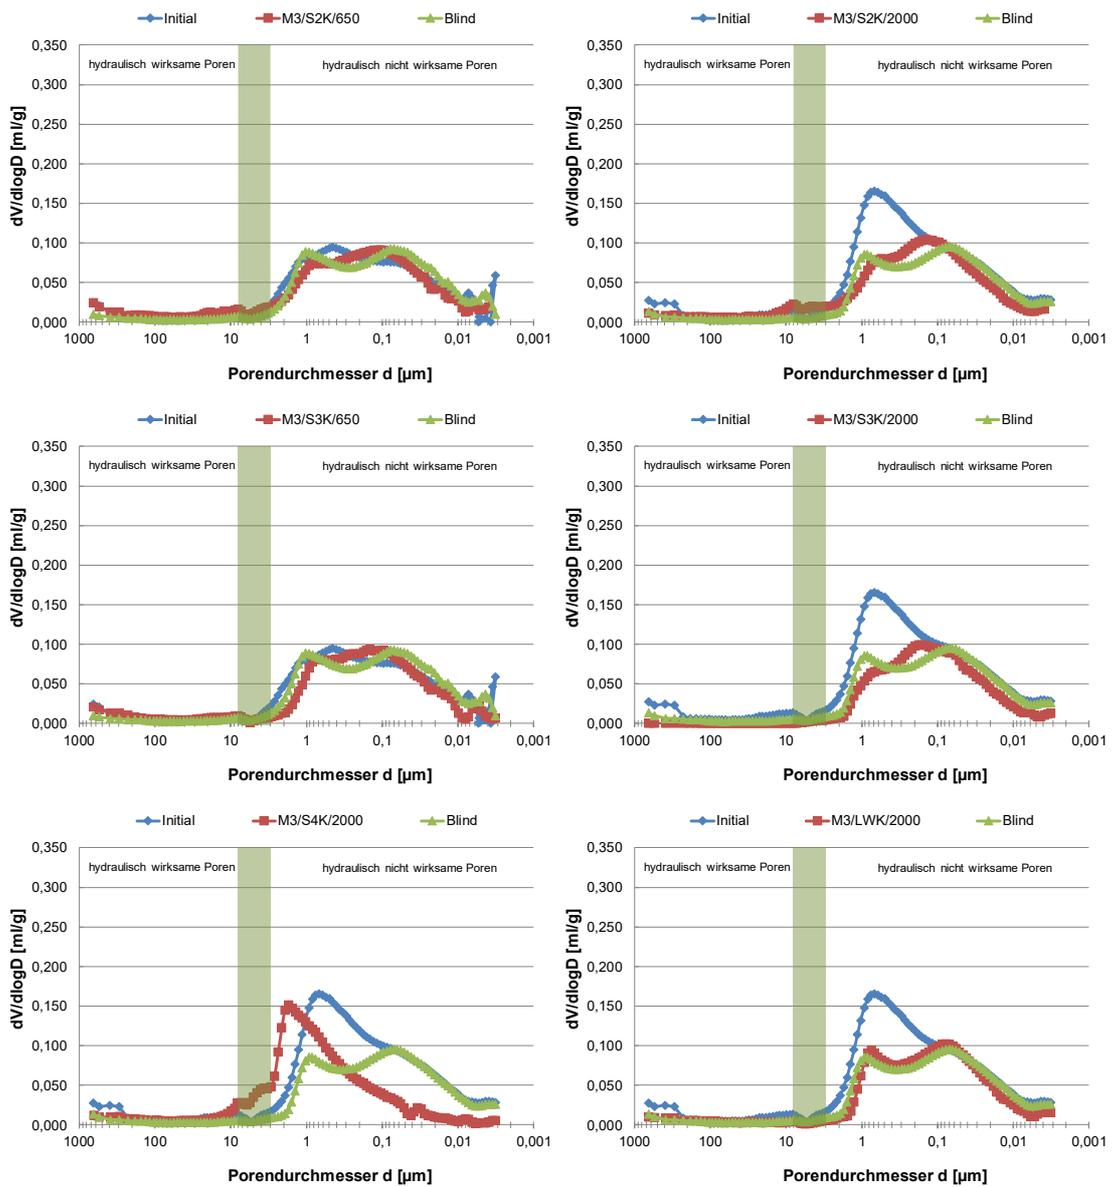 Initial M3/S2K/650 Blind
0,350
0,300
0,250
0,200
0,150
0,100
0,050
0,000
dV/dlogD [ml/g]
hydraulisch wirksame Poren hydraulisch nicht wirksame Poren
1000 100 10 1 0,1 0,01 0,001
Porendurchmesser d [µm]
Initial M3/S2K/2000 Blind
0,350
0,300
0,250
0,200
0,150
0,100
0,050
0,000
dV/dlogD [ml/g]
hydraulisch wirksame Poren hydraulisch nicht wirksame Poren
1000 100 10 1 0,1 0,01 0,001
Porendurchmesser d [µm]
Initial M3/S3K/650 Blind
0,350
0,300
0,250
0,200
0,150
0,100
0,050
0,000
dV/dlogD [ml/g]
hydraulisch wirksame Poren hydraulisch nicht wirksame Poren
1000 100 10 1 0,1 0,01 0,001
Porendurchmesser d [µm]
Initial M3/S3K/2000 Blind
0,350
0,300
0,250
0,200
0,150
0,100
0,050
0,000
dV/dlogD [ml/g]
hydraulisch wirksame Poren hydraulisch nicht wirksame Poren
1000 100 10 1 0,1 0,01 0,001
Porendurchmesser d [µm]
Initial M3/S4K/2000 Blind
0,350
0,300
0,250
0,200
0,150
0,100
0,050
0,000
dV/dlogD [ml/g]
hydraulisch wirksame Poren hydraulisch nicht wirksame Poren
1000 100 10 1 0,1 0,01 0,001
Porendurchmesser d [µm]
Initial M3/LWK/2000 Blind
0,350
0,300
0,250
0,200
0,150
0,100
0,050
0,000
dV/dlogD [ml/g]
hydraulisch wirksame Poren hydraulisch nicht wirksame Poren
1000 100 10 1 0,1 0,01 0,001
Porendurchmesser d [µm]